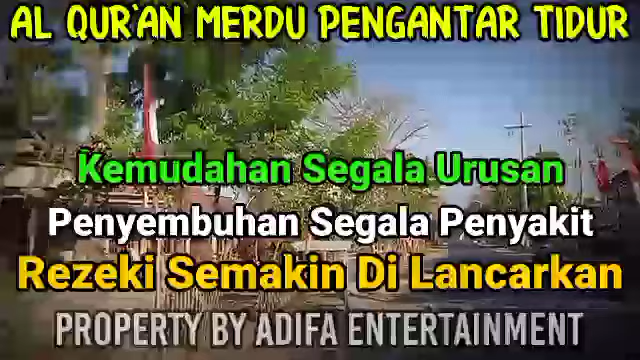 AL QUR'AN MERDU PENGANTAR TIDUR
Kemudahan Segala Urusan
Penyembuhan Segala Penyakit
Rezeki Semakin Di Lancarkan
PROPERTY BY ADIFA ENTERTAINMENT